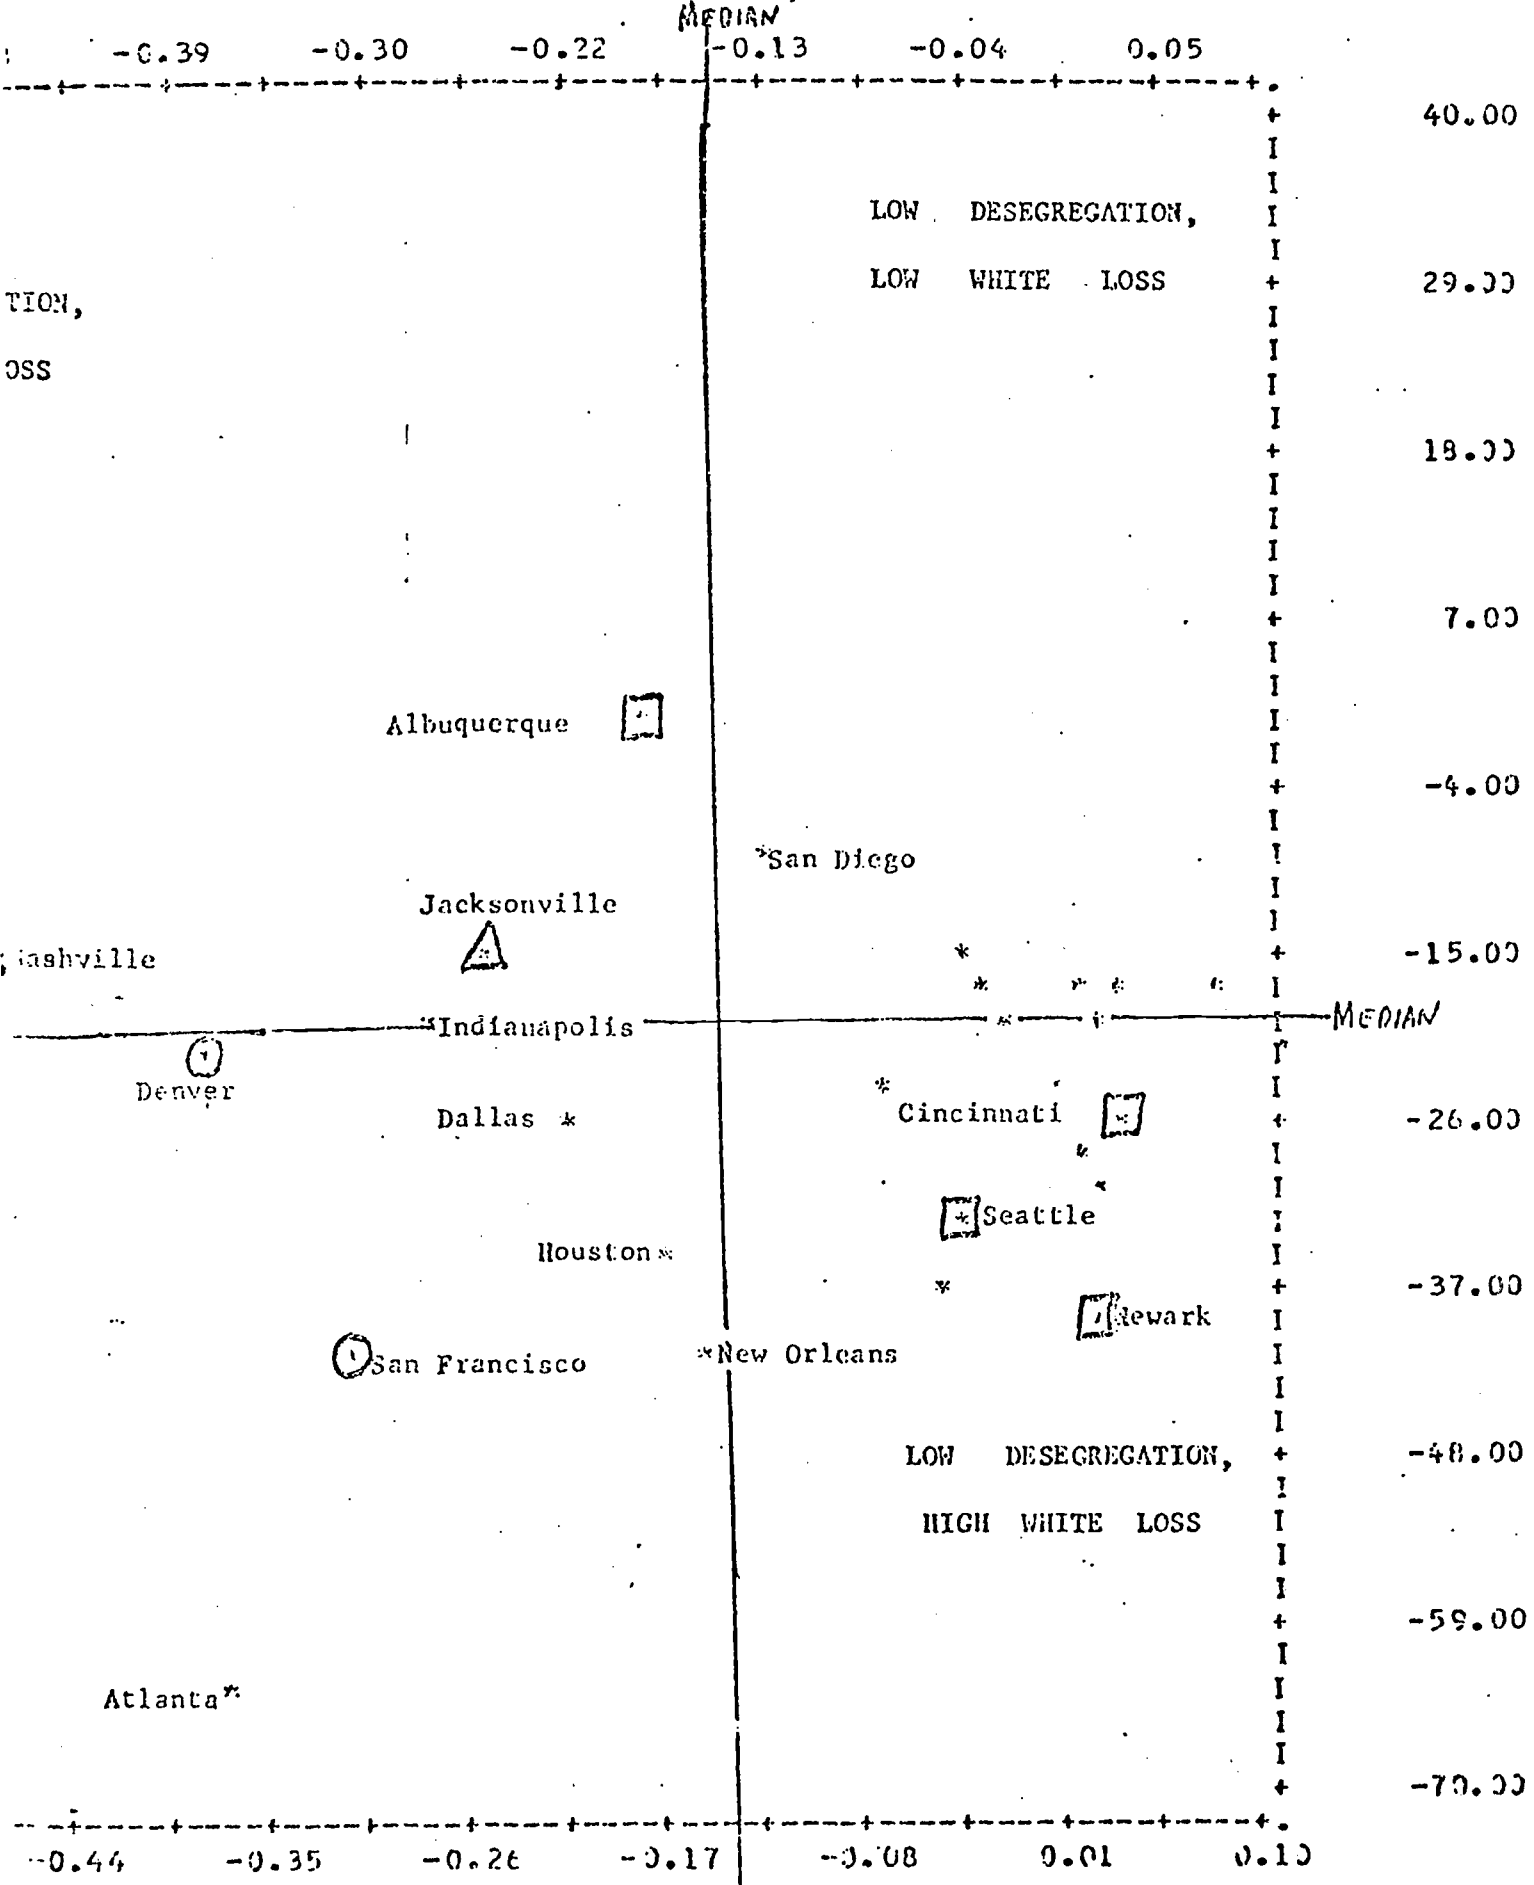 MEDIAN
-0.39 -0.30 -0.22 -0.13 -0.04 0.05
40.00
LOW DESEGREGATION,
LOW WHITE LOSS
29.00
TION,
OSS
18.00
7.00
Albuquerque
-4.00
San Diego
Jacksonville
ashville
-15.00
Indianapolis
MEDIAN
Denver
Dallas
Cincinnati
-26.00
Seattle
Houston
-37.00
Newark
San Francisco
New Orleans
LOW DESEGREGATION,
-48.00
HIGH WHITE LOSS
-59.00
Atlanta
-70.00
-0.44 -0.35 -0.26 -0.17 -0.08 0.01 0.10